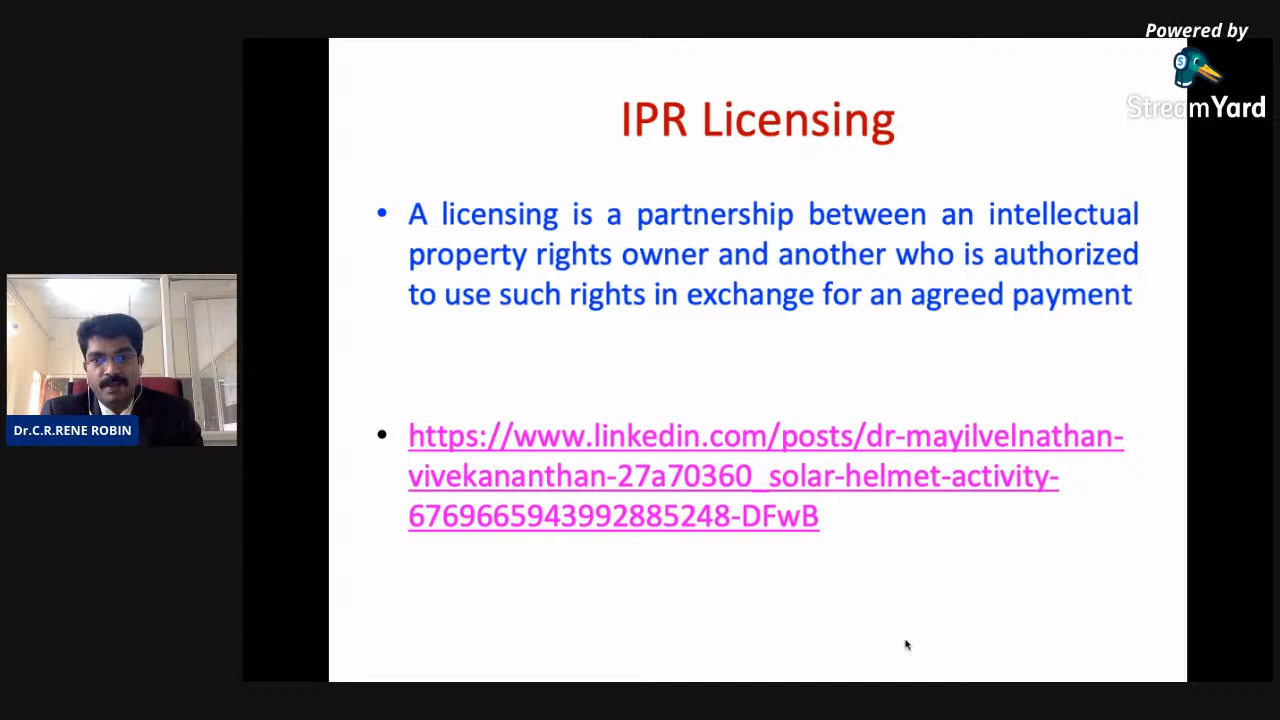 Powered by
StreamYard
IPR Licensing
• A licensing is a partnership between an intellectual
property rights owner and another who is authorized
to use such rights in exchange for an agreed payment
• https://www.linkedin.com/posts/dr-mayilvelnathan-
vivekananthan-27a70360_solar-helmet-activity-
6769665943992885248-DFwB
Dr.C.R.RENE ROBIN